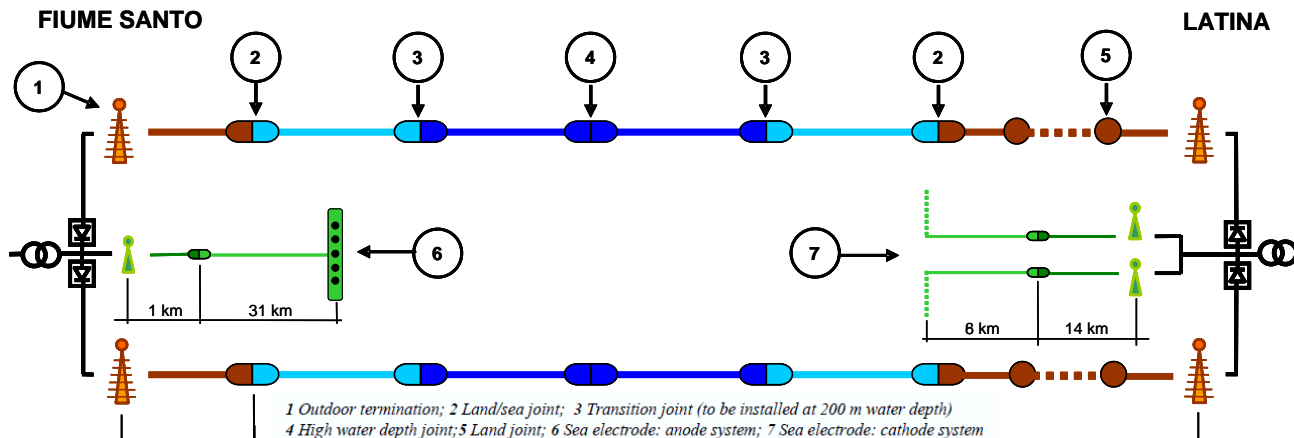 FIUME SANTO
LATINA
2
3
4
3
2
5
1
6
7
1 km
31 km
6 km
14 km
1 Outdoor termination; 2 Land/sea joint; 3 Transition joint (to be installed at 200 m water depth)
4 High water depth joint;5 Land joint; 6 Sea electrode: anode system; 7 Sea electrode: cathode system